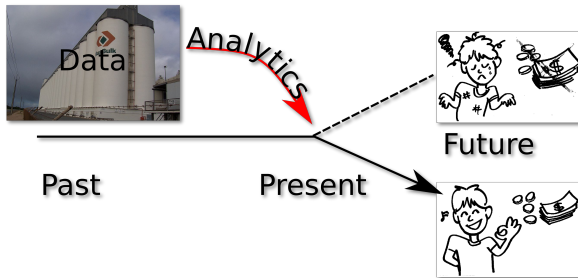 Data
Analytics
Past
Present
Future
$
$